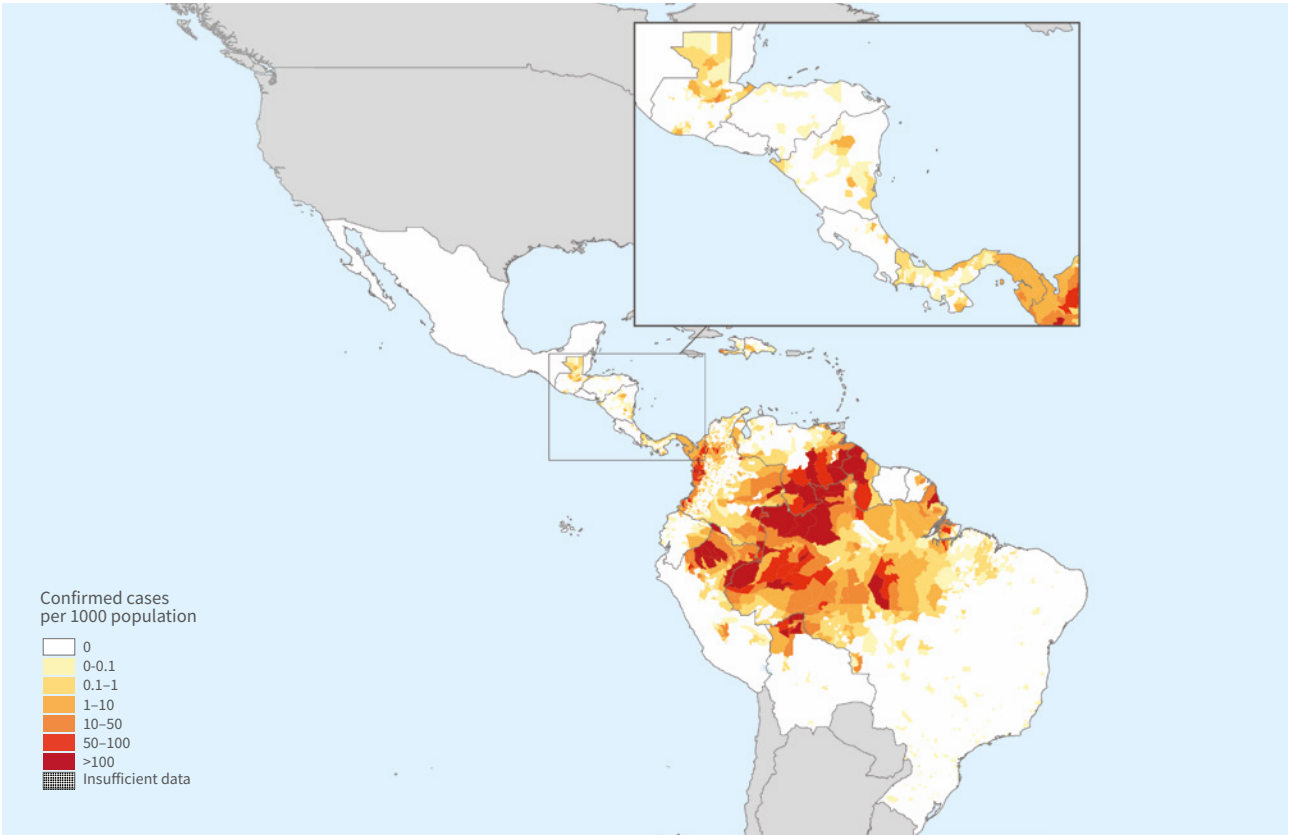 Confirmed cases
per 1000 population
0
0-0.1
0.1–1
1–10
10–50
50–100
>100
Insufficient data